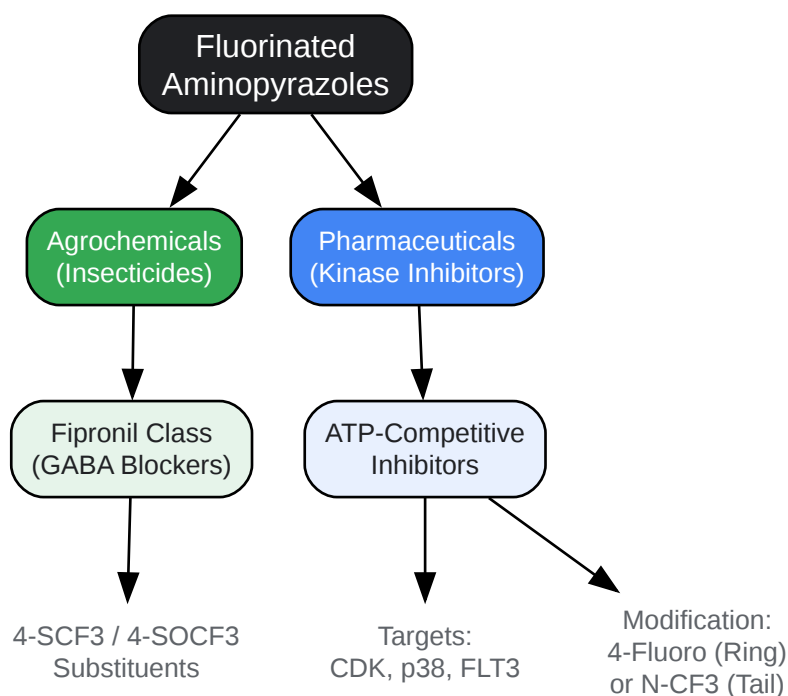 Fluorinated
Aminopyrazoles
Agrochemicals
(Insecticides)
Pharmaceuticals
(Kinase Inhibitors)
Fipronil Class
(GABA Blockers)
ATP-Competitive
Inhibitors
4-SCF3 / 4-SOCF3
Substituents
Targets:
CDK, p38, FLT3
Modification:
4-Fluoro (Ring)
or N-CF3 (Tail)